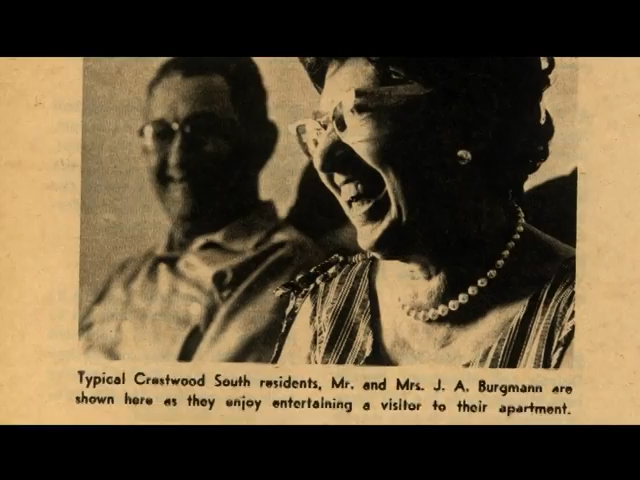 Typical Crestwood South residents, Mr. and Mrs. J. A. Burgmann are
shown here as they enjoy entertaining a visitor to their apartment.